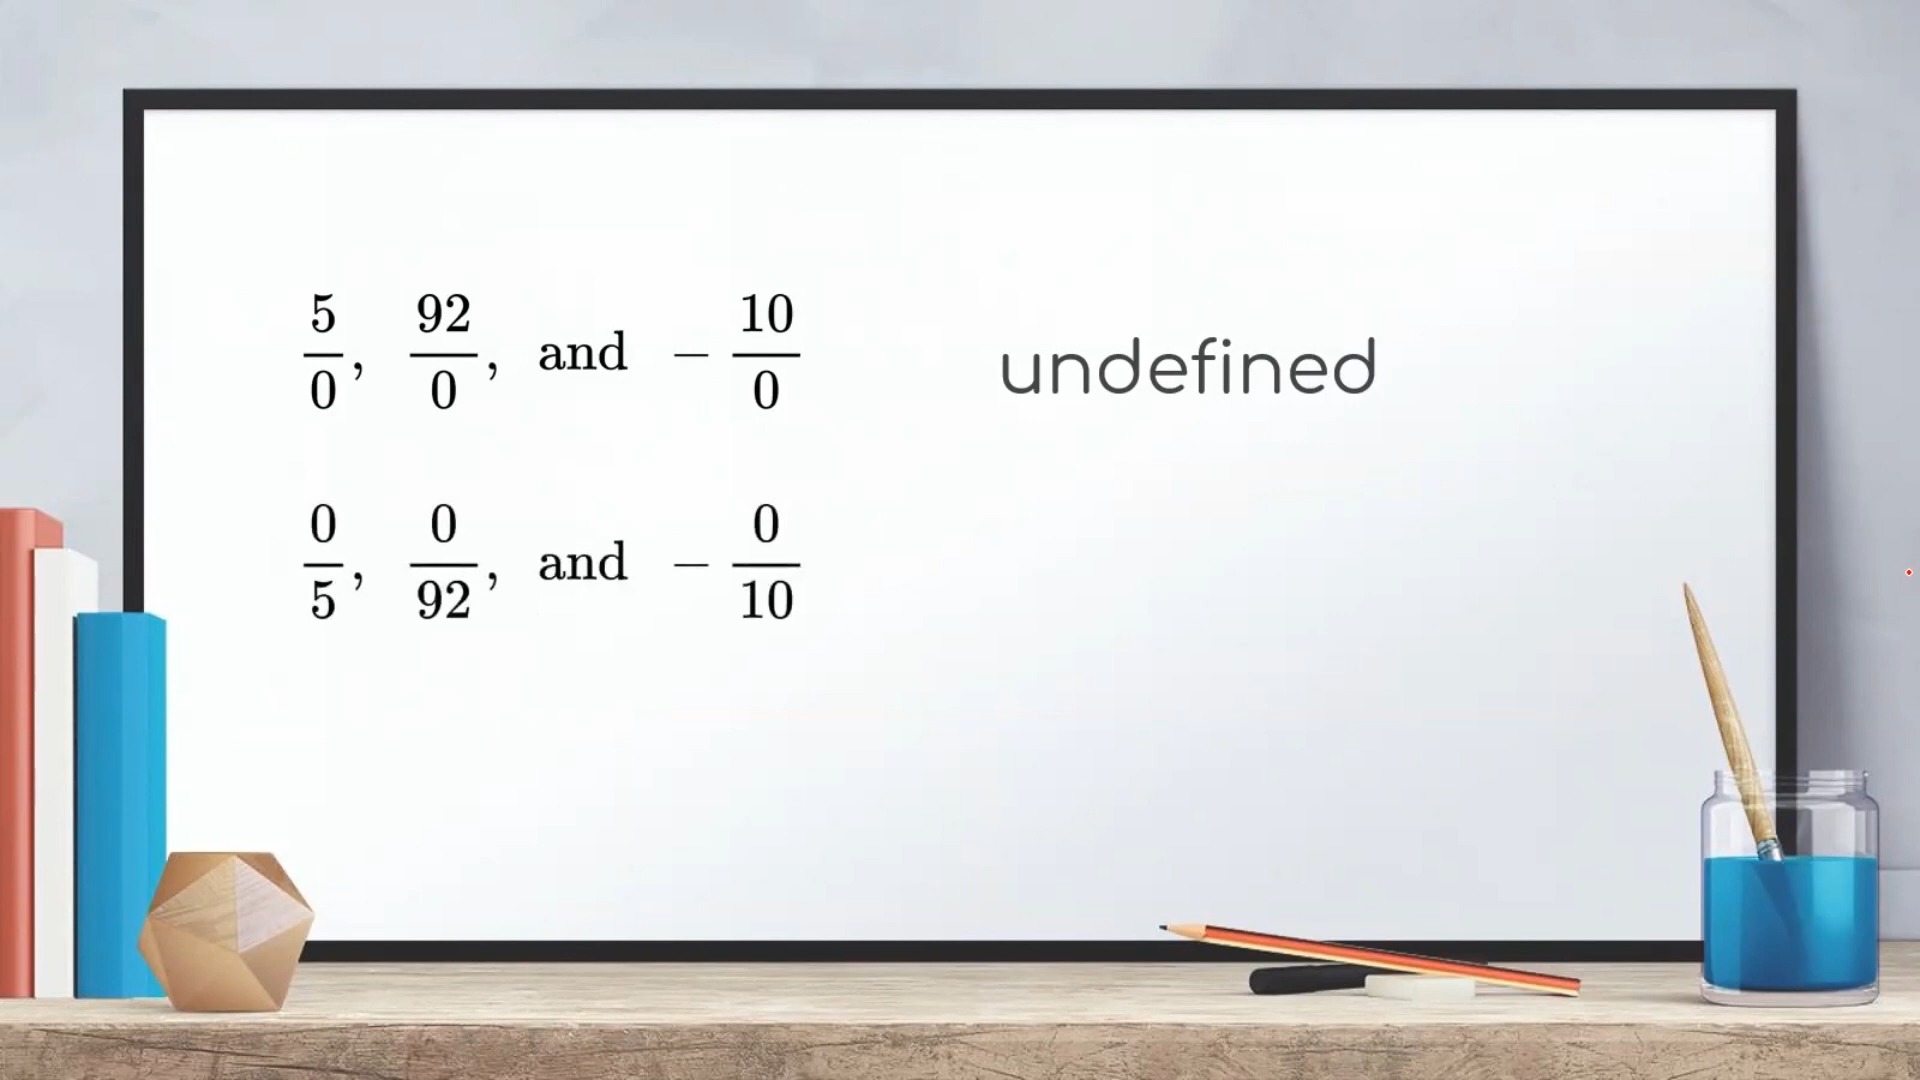 5/0, 92/0, and −10/0 undefined
0/5, 0/92, and −0/10